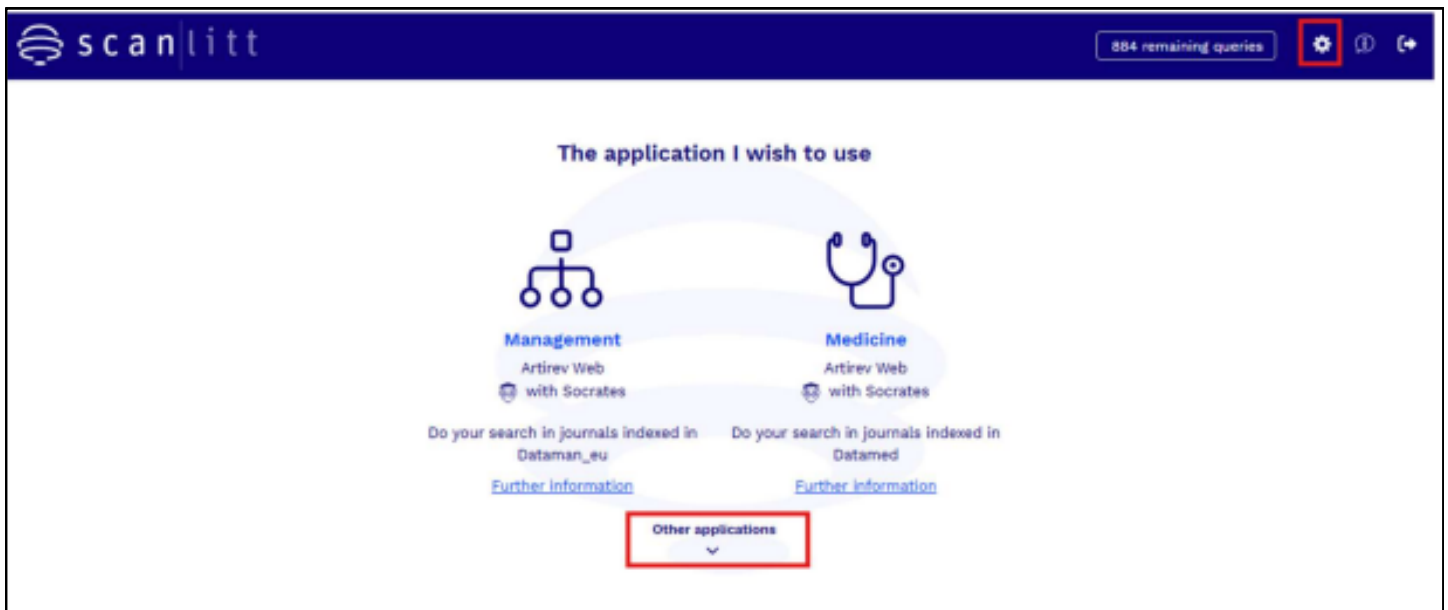 scanlitt
884 remaining queries
The application I wish to use
Management
Artirev Web
with Socrates
Do your search in journals indexed in
Dataman_eu
Further information
Medicine
Artirev Web
with Socrates
Do your search in journals indexed in
Datamed
Further information
Other applications